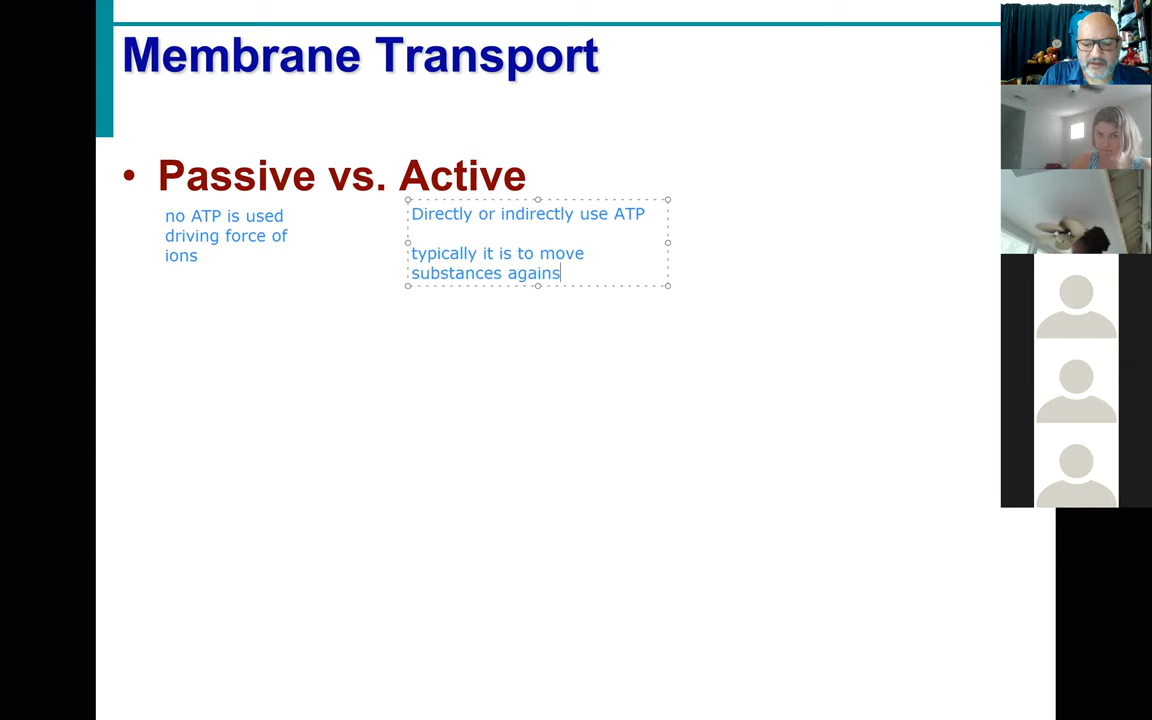 Membrane Transport
• Passive vs. Active
no ATP is used
driving force of
ions
Directly or indirectly use ATP
typically it is to move
substances agains